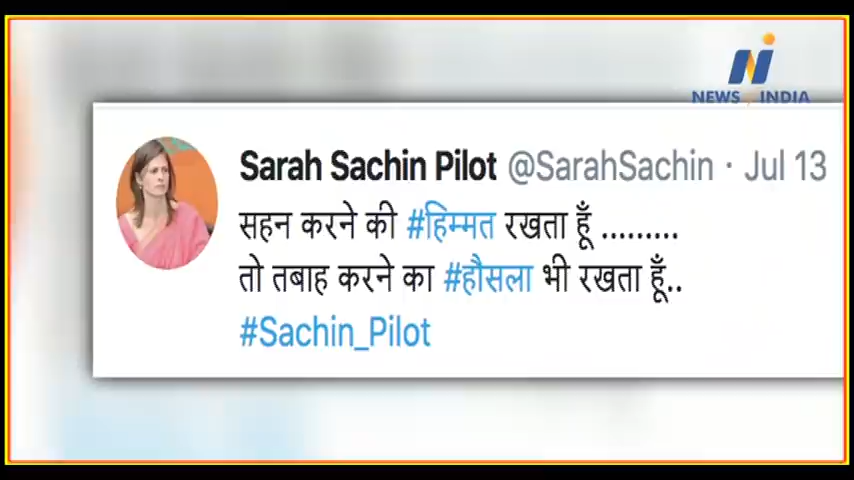 NEWS INDIA
Sarah Sachin Pilot @SarahSachin · Jul 13
सहन करने की #हिम्मत रखता हूँ .........
तो तबाह करने का #हौसला भी रखता हूँ..
#Sachin_Pilot